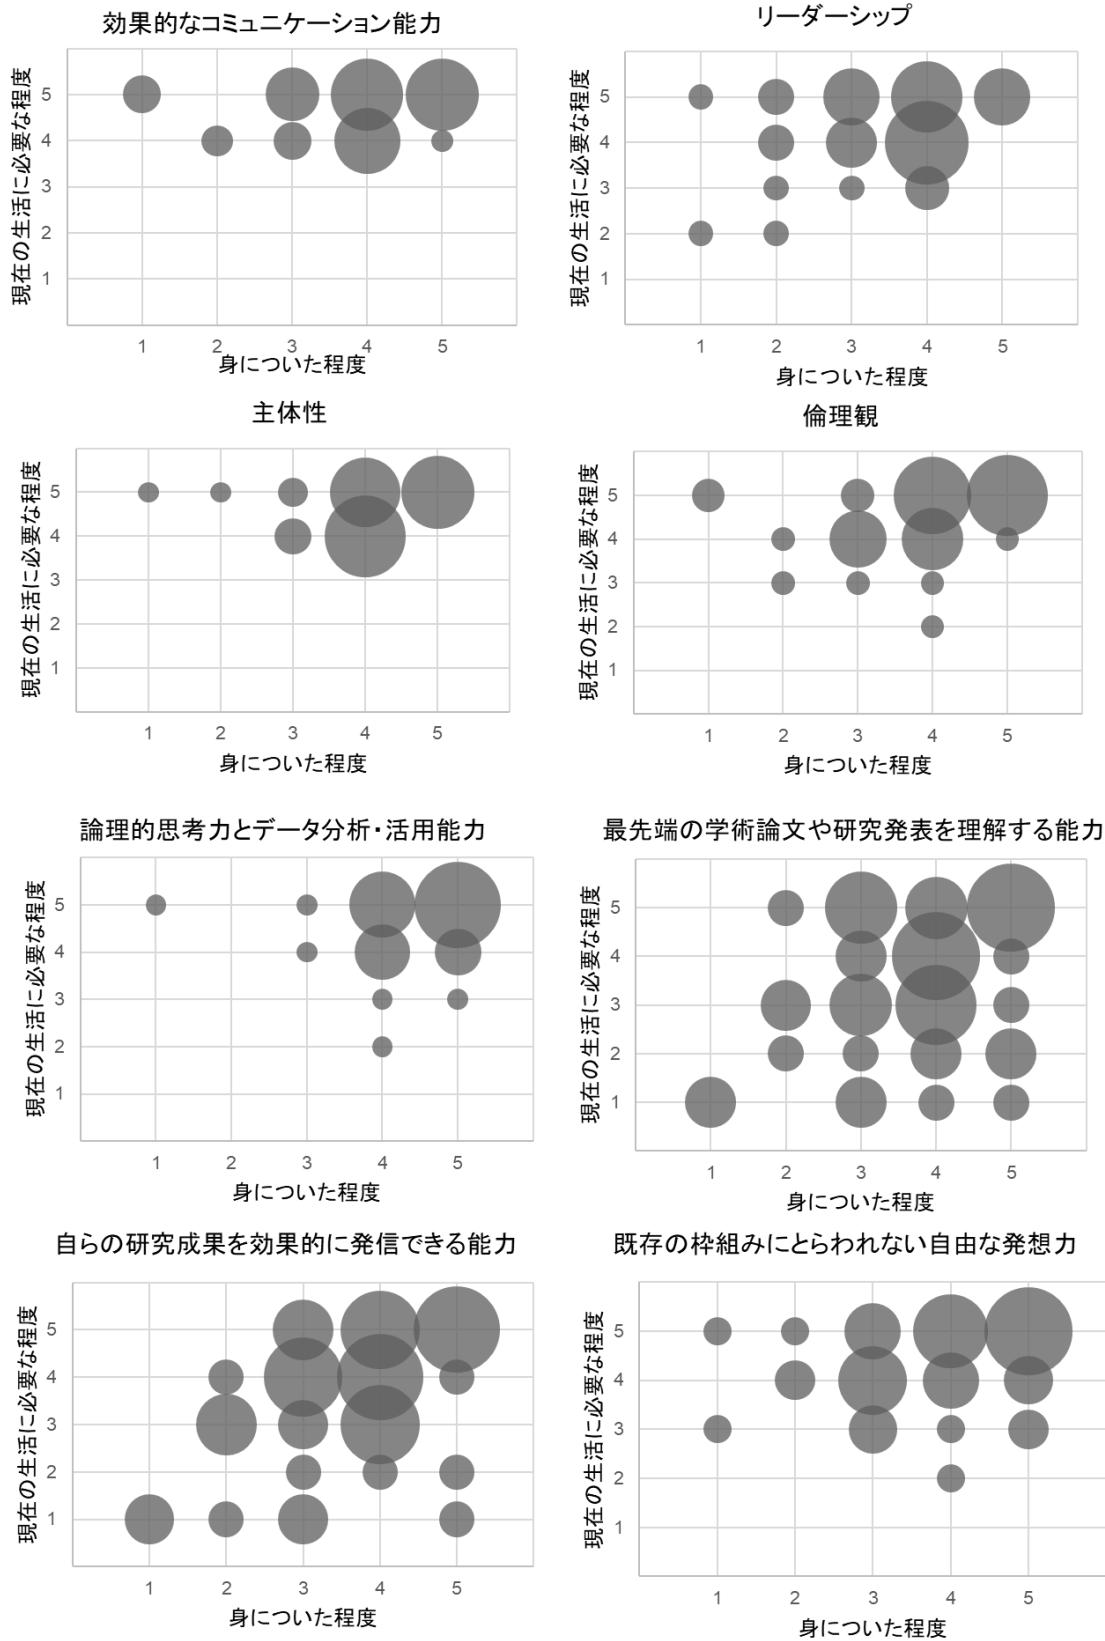 効果的なコミュニケーション能力
現在の生活に必要な程度
5
4
3
2
1
1 2 3 4 5
身についた程度
リーダーシップ
現在の生活に必要な程度
5
4
3
2
1
1 2 3 4 5
身についた程度
主体性
現在の生活に必要な程度
5
4
3
2
1
1 2 3 4 5
身についた程度
倫理観
現在の生活に必要な程度
5
4
3
2
1
1 2 3 4 5
身についた程度
論理的思考力とデータ分析・活用能力
現在の生活に必要な程度
5
4
3
2
1
1 2 3 4 5
身についた程度
最先端の学術論文や研究発表を理解する能力
現在の生活に必要な程度
5
4
3
2
1
1 2 3 4 5
身についた程度
自らの研究成果を効果的に発信できる能力
現在の生活に必要な程度
5
4
3
2
1
1 2 3 4 5
身についた程度
既存の枠組みにとらわれない自由な発想力
現在の生活に必要な程度
5
4
3
2
1
1 2 3 4 5
身についた程度